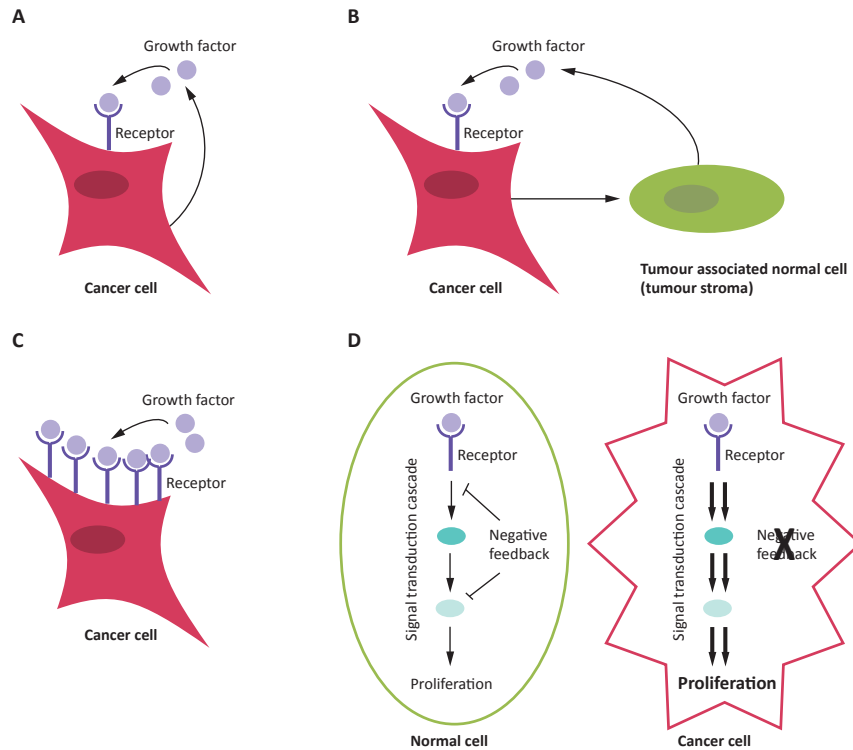 A
Growth factor
Receptor
Cancer cell
B
Growth factor
Receptor
Cancer cell
Tumour associated normal cell
(tumour stroma)
C
Growth factor
Receptor
Cancer cell
D
Growth factor
Receptor
Signal transduction cascade
Negative
feedback
Proliferation
Normal cell
Growth factor
Receptor
Signal transduction cascade
Negative
feedback
X
Proliferation
Cancer cell